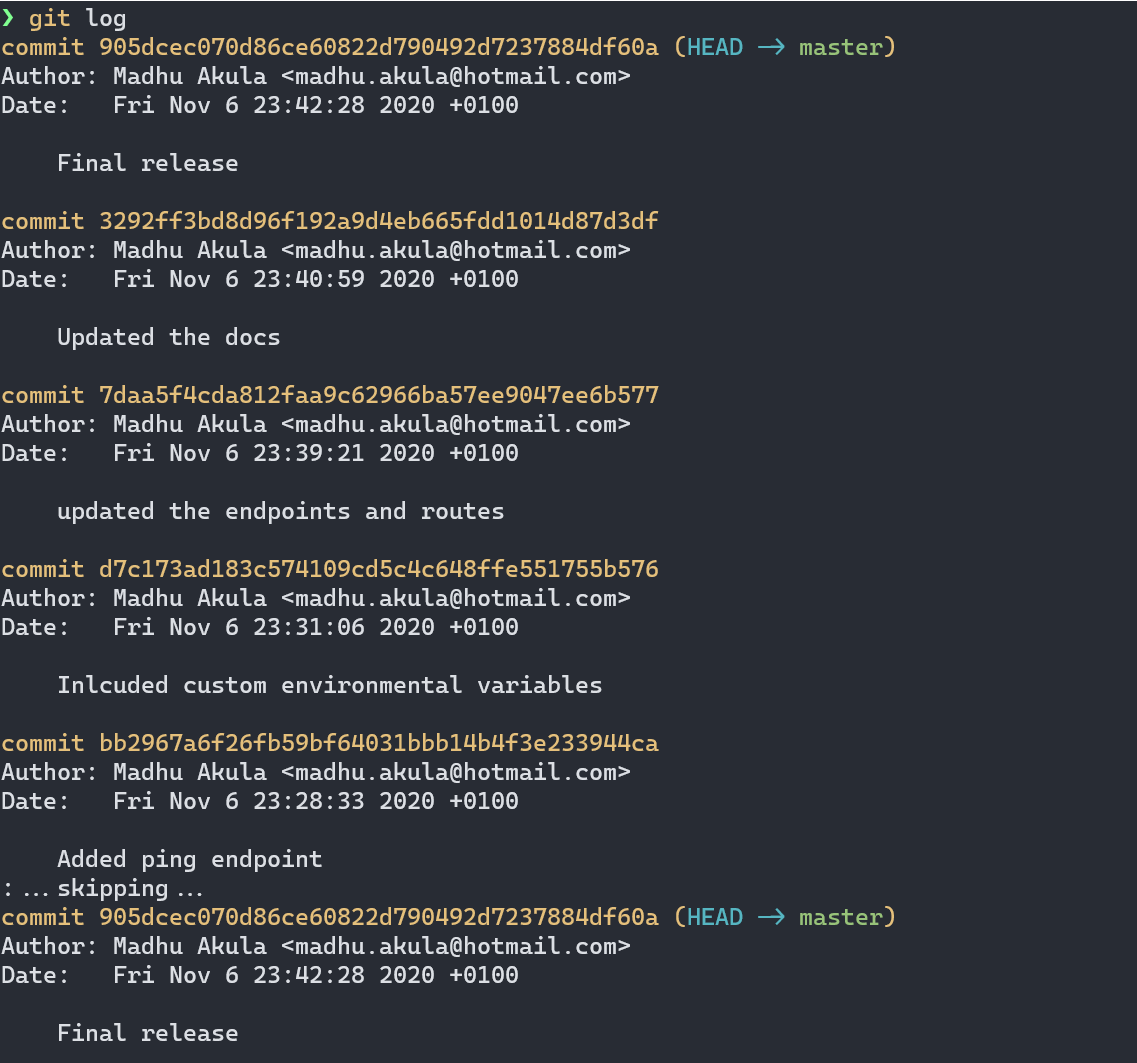 ❯ git log
commit 905dcec070d86ce60822d790492d7237884df60a (HEAD -> master)
Author: Madhu Akula <madhu.akula@hotmail.com>
Date:   Fri Nov 6 23:42:28 2020 +0100

    Final release

commit 3292ff3bd8d96f192a9d4eb665fdd1014d87d3df
Author: Madhu Akula <madhu.akula@hotmail.com>
Date:   Fri Nov 6 23:40:59 2020 +0100

    Updated the docs

commit 7daa5f4cda812faa9c62966ba57ee9047ee6b577
Author: Madhu Akula <madhu.akula@hotmail.com>
Date:   Fri Nov 6 23:39:21 2020 +0100

    updated the endpoints and routes

commit d7c173ad183c574109cd5c4c648ffe551755b576
Author: Madhu Akula <madhu.akula@hotmail.com>
Date:   Fri Nov 6 23:31:06 2020 +0100

    Inlcuded custom environmental variables

commit bb2967a6f26fb59bf64031bbb14b4f3e233944ca
Author: Madhu Akula <madhu.akula@hotmail.com>
Date:   Fri Nov 6 23:28:33 2020 +0100

    Added ping endpoint
:...skipping...
commit 905dcec070d86ce60822d790492d7237884df60a (HEAD -> master)
Author: Madhu Akula <madhu.akula@hotmail.com>
Date:   Fri Nov 6 23:42:28 2020 +0100

    Final release